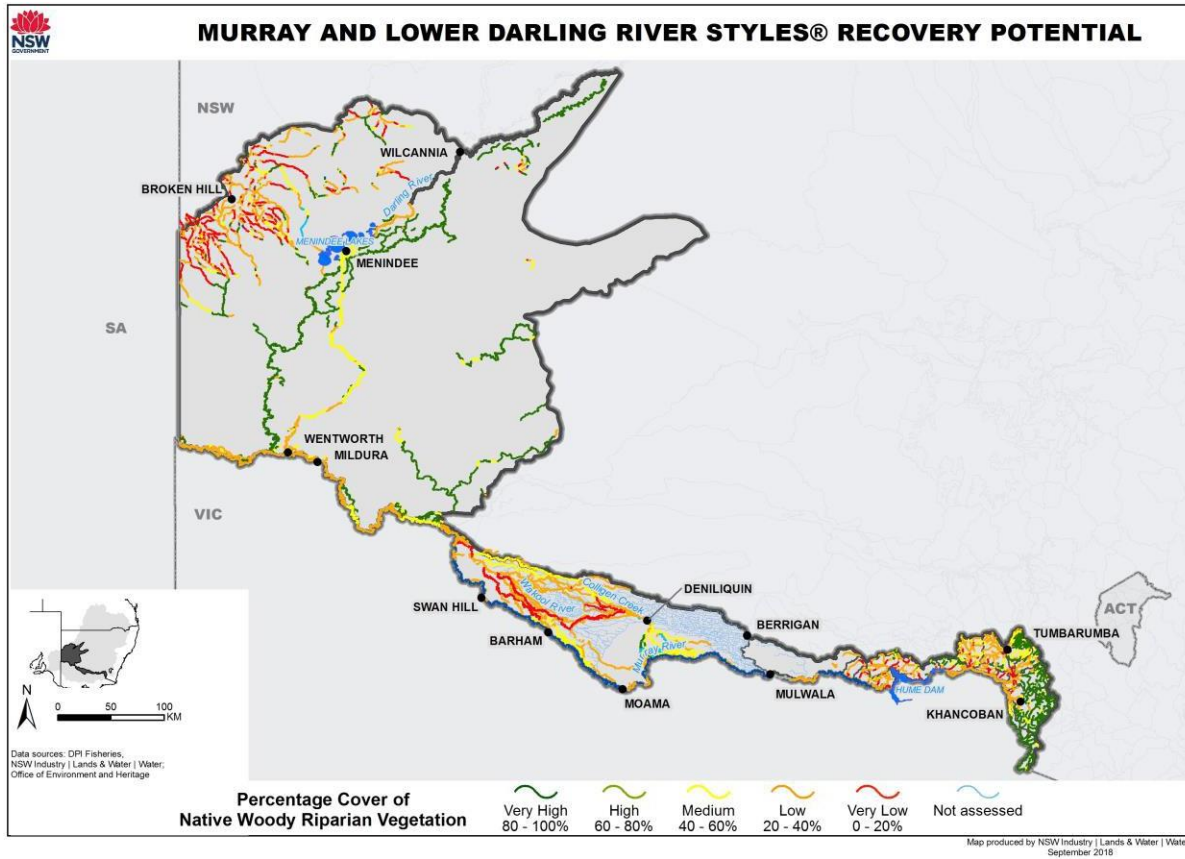 NSW
GOVERNMENT
MURRAY AND LOWER DARLING RIVER STYLES® RECOVERY POTENTIAL
NSW
WILCANNIA
BROKEN HILL
Darling River
MENINDEE LAKES
MENINDEE
SA
WENTWORTH
MILDURA
VIC
DENILIQUIN
Colligen Creek
Wakool River
SWAN HILL
BERRIGAN
ACT
TUMBARUMBA
BARHAM
Murray River
HUME DAM
MULWALA
MOAMA
KHANCOBAN
N
0 50 100
KM
Data sources: DPI Fisheries,
NSW Industry | Lands & Water | Water;
Office of Environment and Heritage
Percentage Cover of
Native Woody Riparian Vegetation
Very High High Medium Low Very Low Not assessed
80 - 100% 60 - 80% 40 - 60% 20 - 40% 0 - 20%
Map produced by NSW Industry | Lands & Water | Wate
September 2018